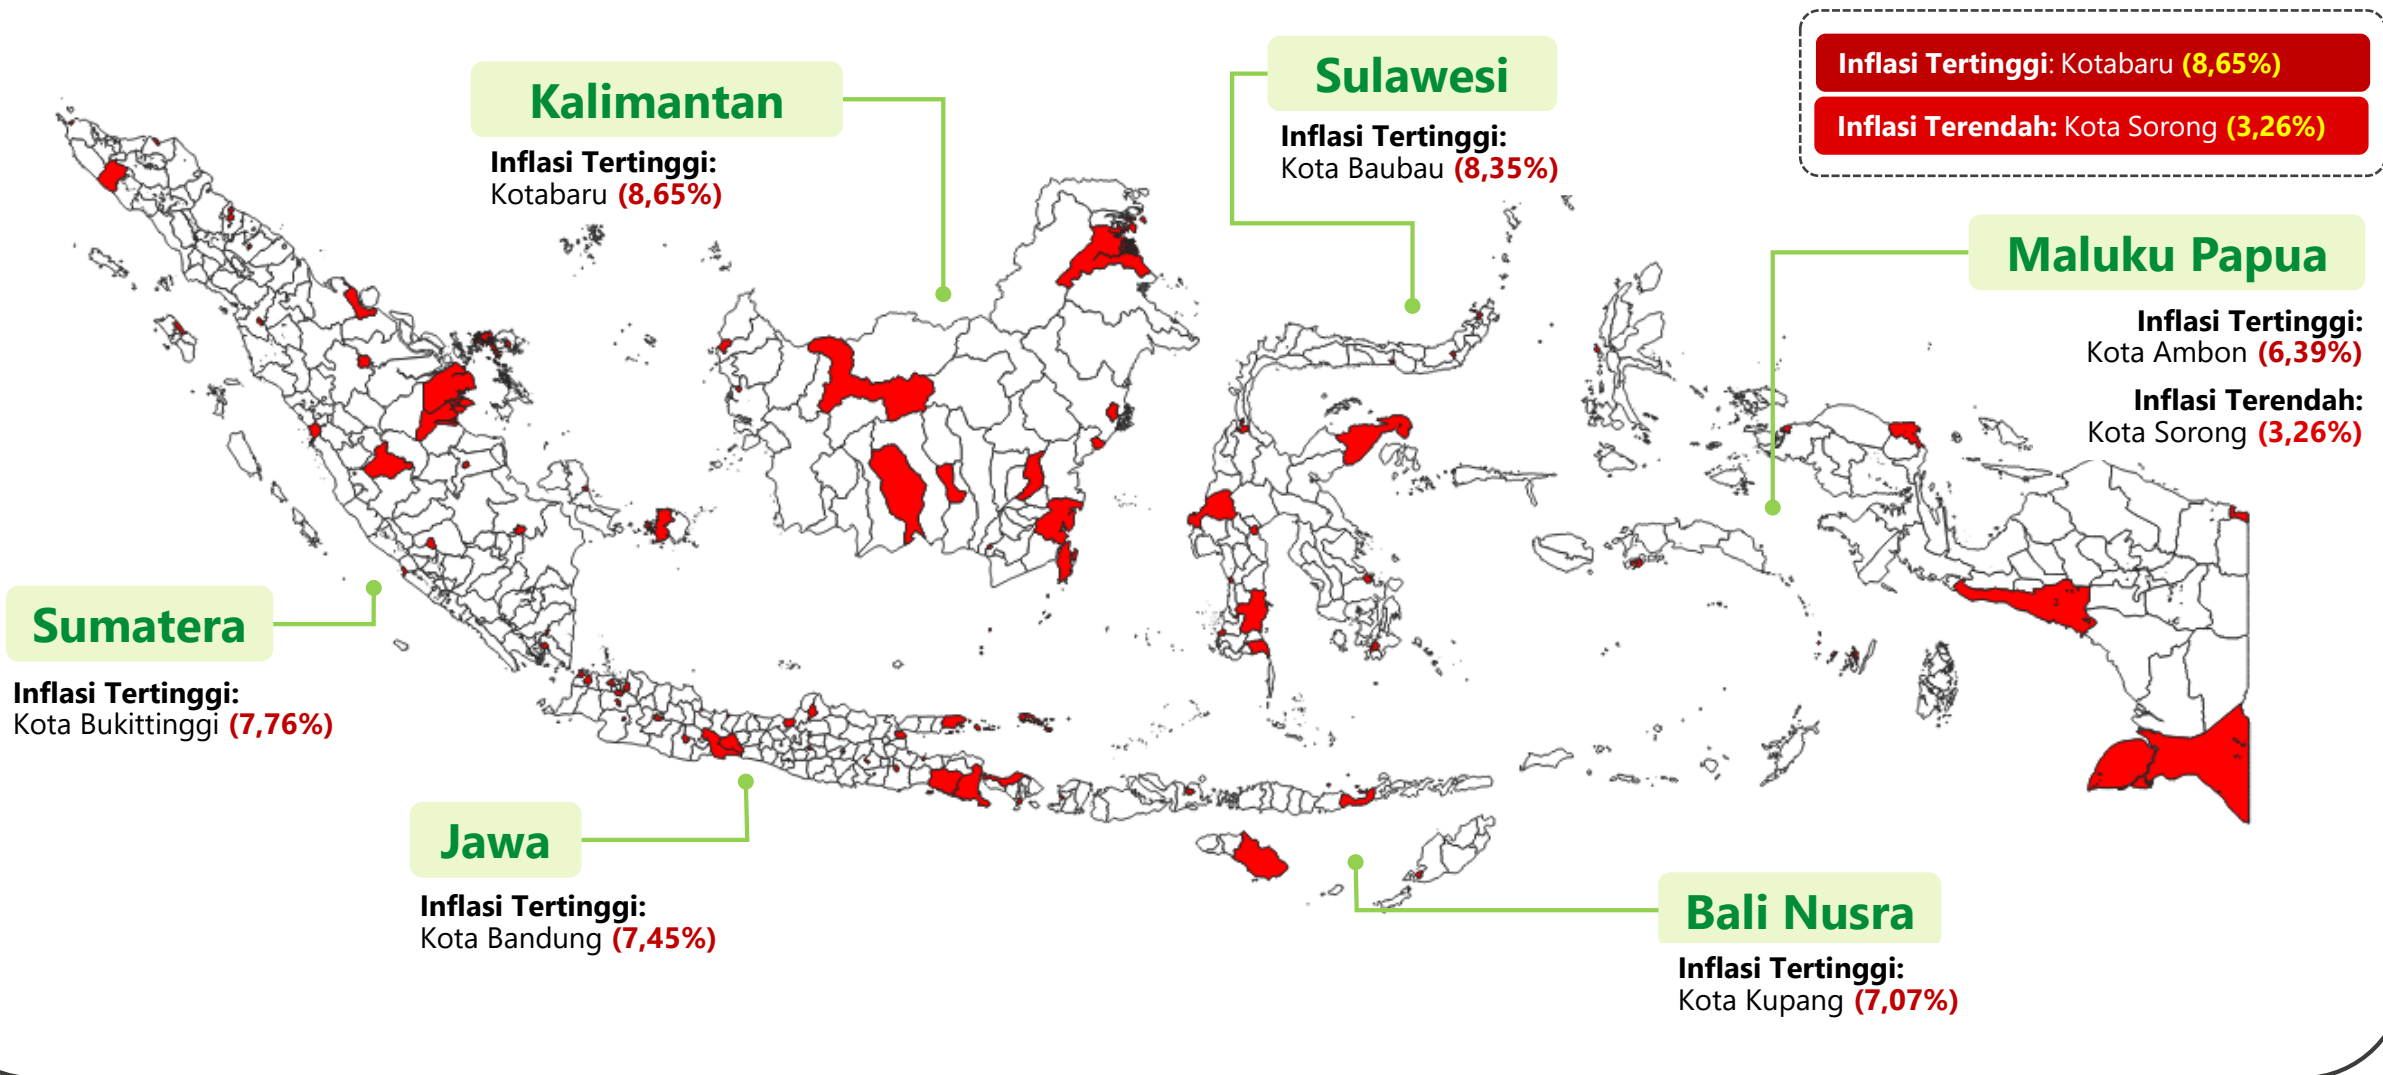 Inflasi Tertinggi: Kotabaru (8,65%)
Inflasi Terendah: Kota Sorong (3,26%)
Kalimantan
Inflasi Tertinggi:
Kotabaru (8,65%)
Sulawesi
Inflasi Tertinggi:
Kota Baubau (8,35%)
Maluku Papua
Inflasi Tertinggi:
Kota Ambon (6,39%)
Inflasi Terendah:
Kota Sorong (3,26%)
Sumatera
Inflasi Tertinggi:
Kota Bukittinggi (7,76%)
Jawa
Inflasi Tertinggi:
Kota Bandung (7,45%)
Bali Nusra
Inflasi Tertinggi:
Kota Kupang (7,07%)